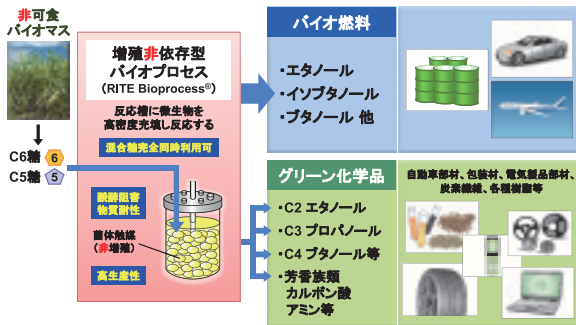 非可食
バイオマス
C6糖 6
C5糖 5
増殖非依存型
バイオプロセス
(RITE Bioprocess®)
反応槽に微生物を
高密度充填し反応する
混合糖完全同時利用可
醗酵阻害
物質耐性
菌体触媒
(非増殖)
高生産性
バイオ燃料
・エタノール
・イソブタノール
・ブタノール 他
グリーン化学品
・C2 エタノール
・C3 プロパノール
・C4 ブタノール等
・芳香族類
カルボン酸
アミン等
自動車部材、包装材、電気製品部材、
炭素繊維、各種樹脂等